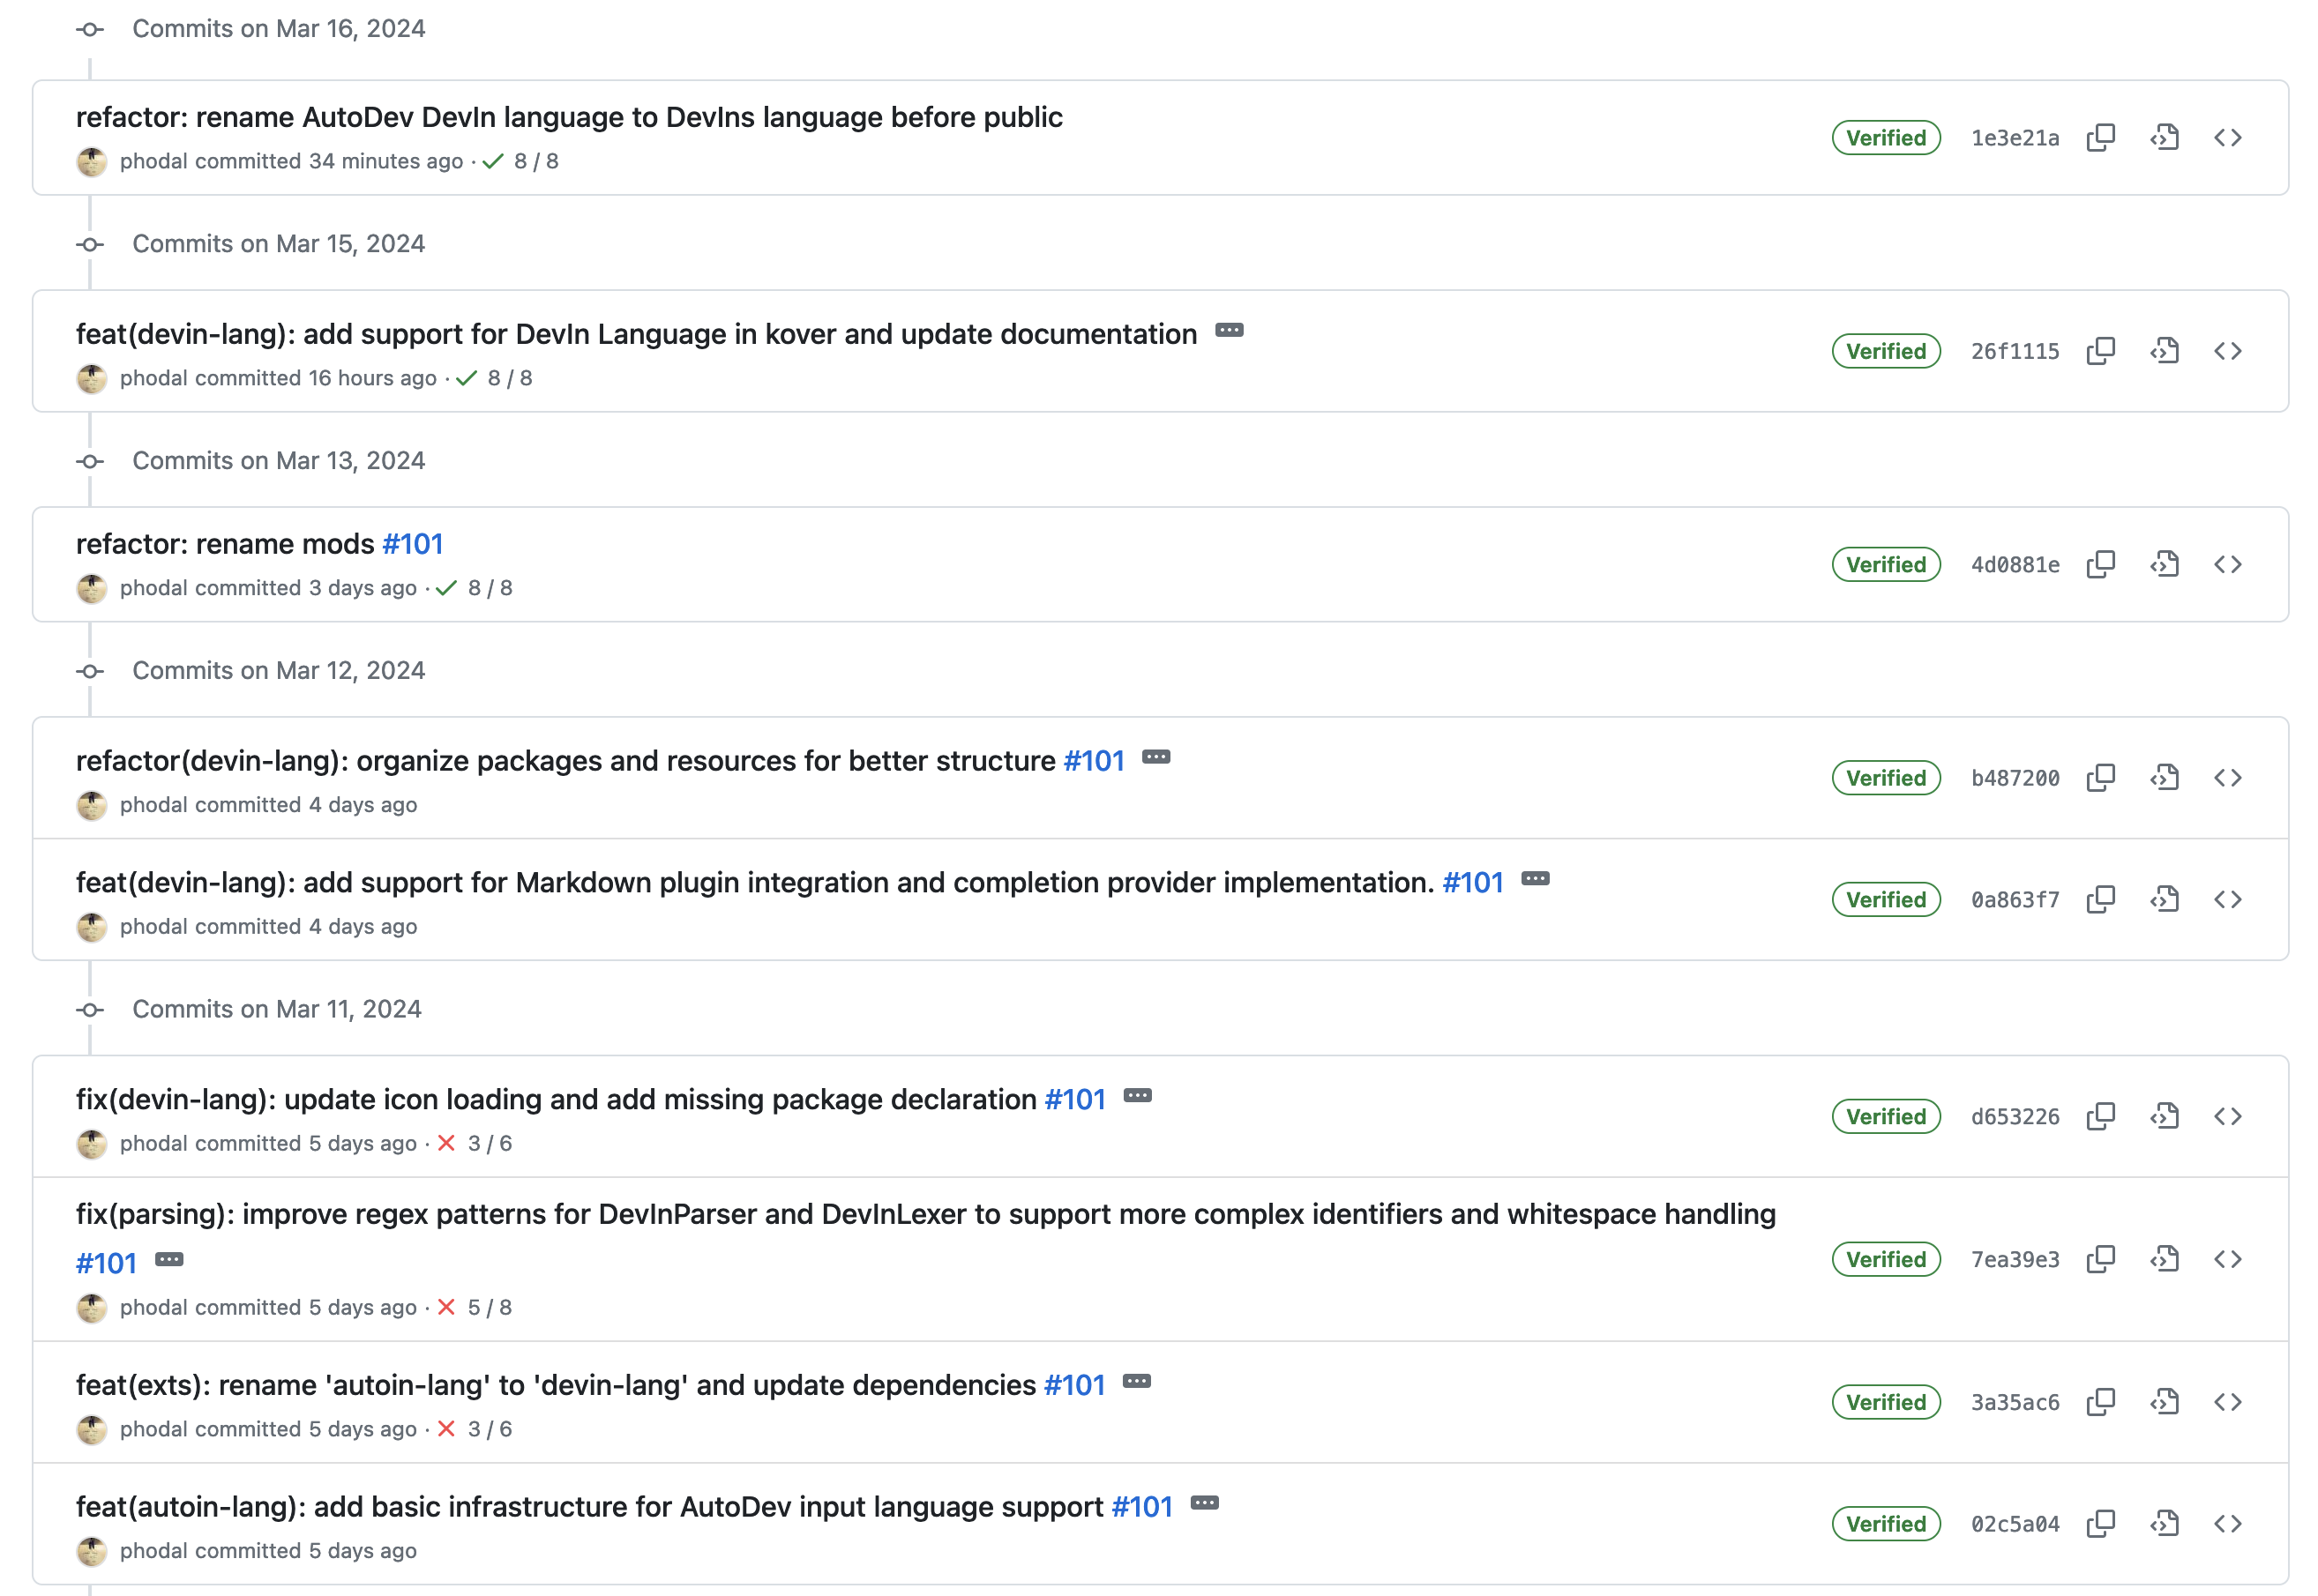 Commits on Mar 16, 2024
refactor: rename AutoDev DevIn language to DevIns language before public
phodal committed 34 minutes ago · 8 / 8
Verified
1e3e21a
Commits on Mar 15, 2024
feat(devin-lang): add support for DevIn Language in kover and update documentation
phodal committed 16 hours ago · 8 / 8
Verified
26f1115
Commits on Mar 13, 2024
refactor: rename mods #101
phodal committed 3 days ago · 8 / 8
Verified
4d0881e
Commits on Mar 12, 2024
refactor(devin-lang): organize packages and resources for better structure #101
phodal committed 4 days ago
Verified
b487200
feat(devin-lang): add support for Markdown plugin integration and completion provider implementation. #101
phodal committed 4 days ago
Verified
0a863f7
Commits on Mar 11, 2024
fix(devin-lang): update icon loading and add missing package declaration #101
phodal committed 5 days ago · 3 / 6
Verified
d653226
fix(parsing): improve regex patterns for DevInParser and DevInLexer to support more complex identifiers and whitespace handling
#101
phodal committed 5 days ago · 5 / 8
Verified
7ea39e3
feat(exts): rename 'autoin-lang' to 'devin-lang' and update dependencies #101
phodal committed 5 days ago · 3 / 6
Verified
3a35ac6
feat(autoin-lang): add basic infrastructure for AutoDev input language support #101
phodal committed 5 days ago
Verified
02c5a04